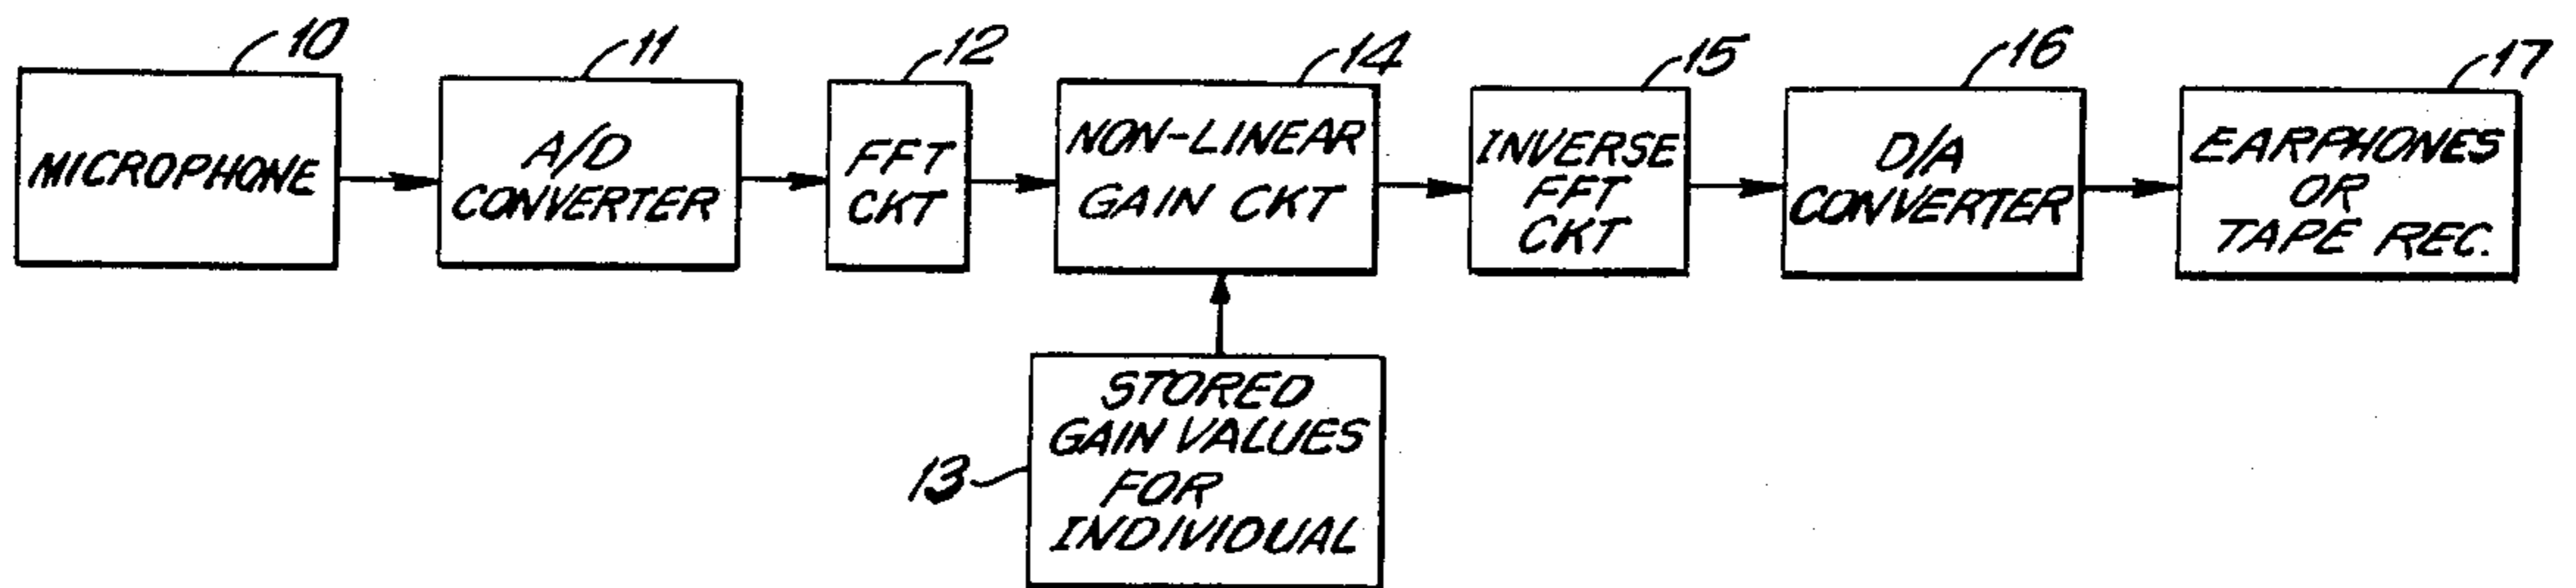 10
MICROPHONE
11
A/D
CONVERTER
12
FFT
CKT
14
NON-LINEAR
GAIN CKT
15
INVERSE
FFT
CKT
16
D/A
CONVERTER
17
EARPHONES
OR
TAPE REC.
13
STORED
GAIN VALUES
FOR
INDIVIDUAL